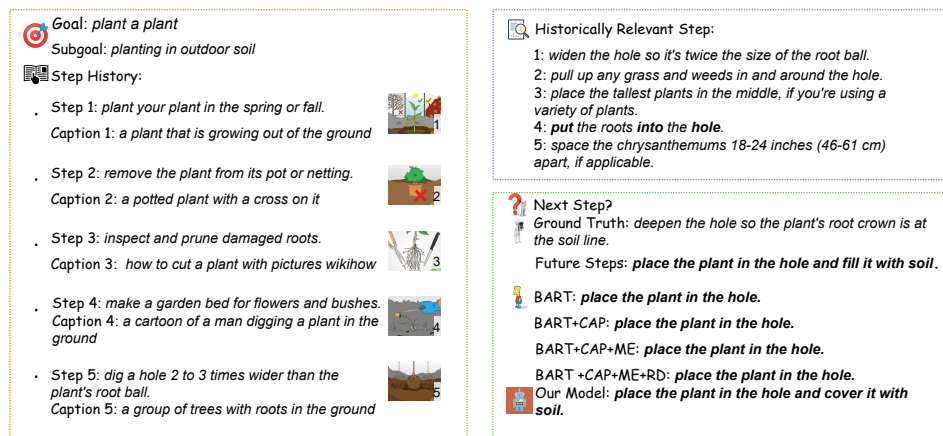 Goal: plant a plant
Subgoal: planting in outdoor soil
Step History:
Step 1: plant your plant in the spring or fall.
Caption 1: a plant that is growing out of the ground
1
Step 2: remove the plant from its pot or netting.
Caption 2: a potted plant with a cross on it
2
Step 3: inspect and prune damaged roots.
Caption 3: how to cut a plant with pictures wikihow
3
Step 4: make a garden bed for flowers and bushes.
Caption 4: a cartoon of a man digging a plant in the
ground
4
Step 5: dig a hole 2 to 3 times wider than the
plant's root ball.
Caption 5: a group of trees with roots in the ground
5
Historically Relevant Step:
1: widen the hole so it's twice the size of the root ball.
2: pull up any grass and weeds in and around the hole.
3: place the tallest plants in the middle, if you're using a
variety of plants.
4: put the roots into the hole.
5: space the chrysanthemums 18-24 inches (46-61 cm)
apart, if applicable.
Next Step?
Ground Truth: deepen the hole so the plant's root crown is at
the soil line.
Future Steps: place the plant in the hole and fill it with soil.
BART: place the plant in the hole.
BART+CAP: place the plant in the hole.
BART+CAP+ME: place the plant in the hole.
BART +CAP+ME+RD: place the plant in the hole.
Our Model: place the plant in the hole and cover it with
soil.